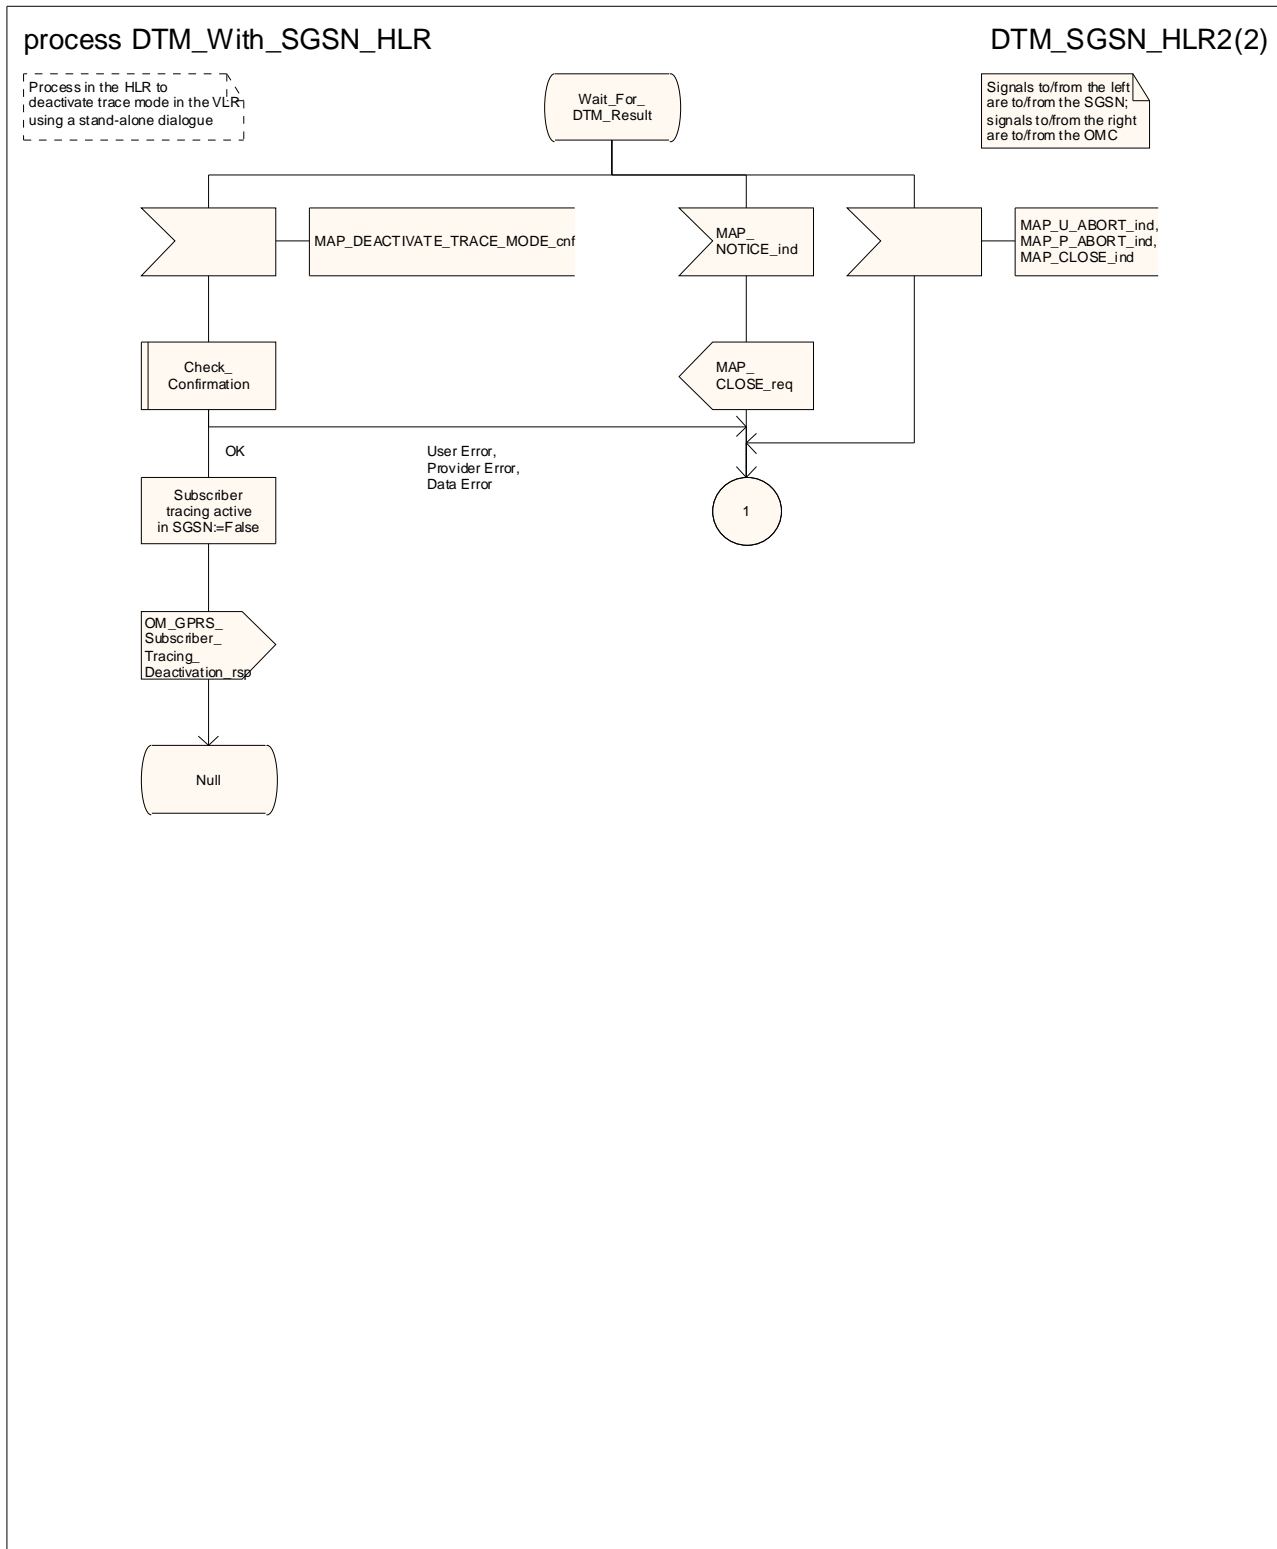 process DTM_With_SGSN_HLR
DTM_SGSN_HLR2(2)
Process in the HLR to
deactivate trace mode in the VLR
using a stand-alone dialogue
Wait_For_
DTM_Result
Signals to/from the left
are to/from the SGSN;
signals to/from the right
are to/from the OMC
MAP_DEACTIVATE_TRACE_MODE_cnf
MAP_
NOTICE_ind
MAP_U_ABORT_ind,
MAP_P_ABORT_ind,
MAP_CLOSE_ind
Check_
Confirmation
MAP_
CLOSE_req
OK
User Error,
Provider Error,
Data Error
Subscriber
tracing active
in SGSN:=False
1
OM_GPRS_
Subscriber_
Tracing_
Deactivation_rsp
Null